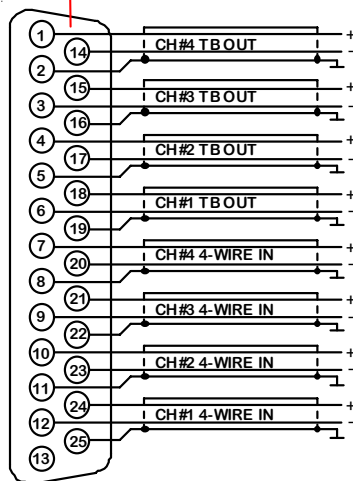 1 +
14 CH#4 TB OUT -
2
15 +
3 CH#3 TB OUT -
16
4 +
17 CH#2 TB OUT -
5
18 +
6 CH#1 TB OUT -
19
7 +
20 CH#4 4-WIRE IN -
8
21 +
9 CH#3 4-WIRE IN -
22
10 +
23 CH#2 4-WIRE IN -
11
24 +
12 CH#1 4-WIRE IN -
25
13